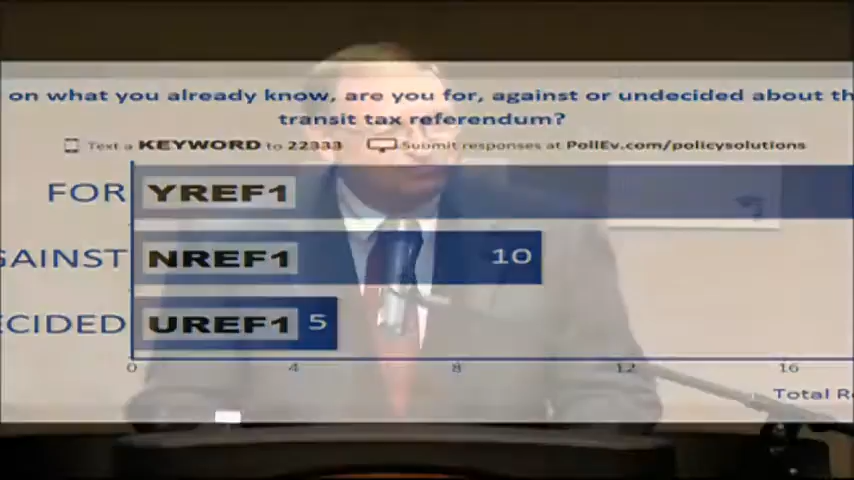 on what you already know, are you for, against or undecided about th
transit tax referendum?
Text a KEYWORD to 22333 Submit responses at PollEv.com/policysolutions
FOR YREF1
GAINST NREF1 10
ECIDED UREF1 5
0 4 8 12 16
Total Re